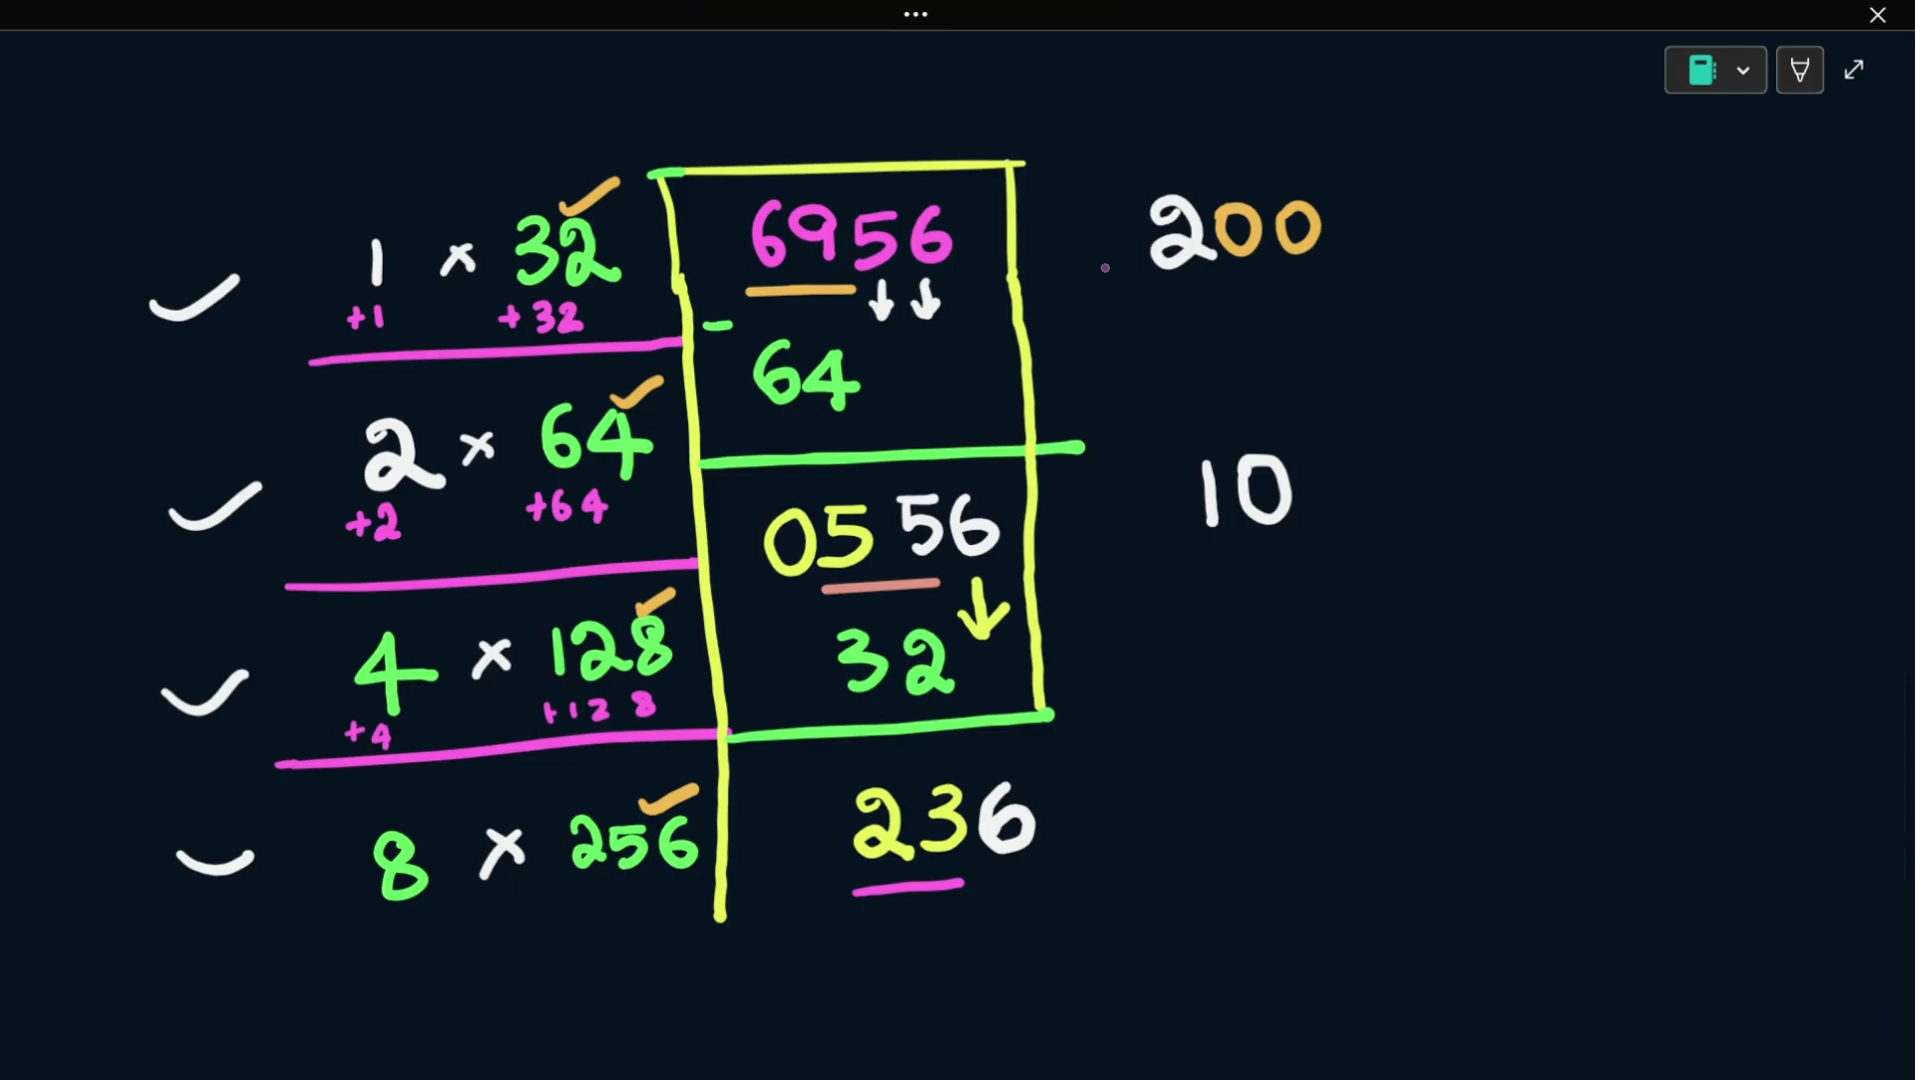 1 × 32
+1 +32
2 × 64
+2 +64
4 × 128
+4 +128
8 × 256
6956
- 64
0556
32
236
200
10